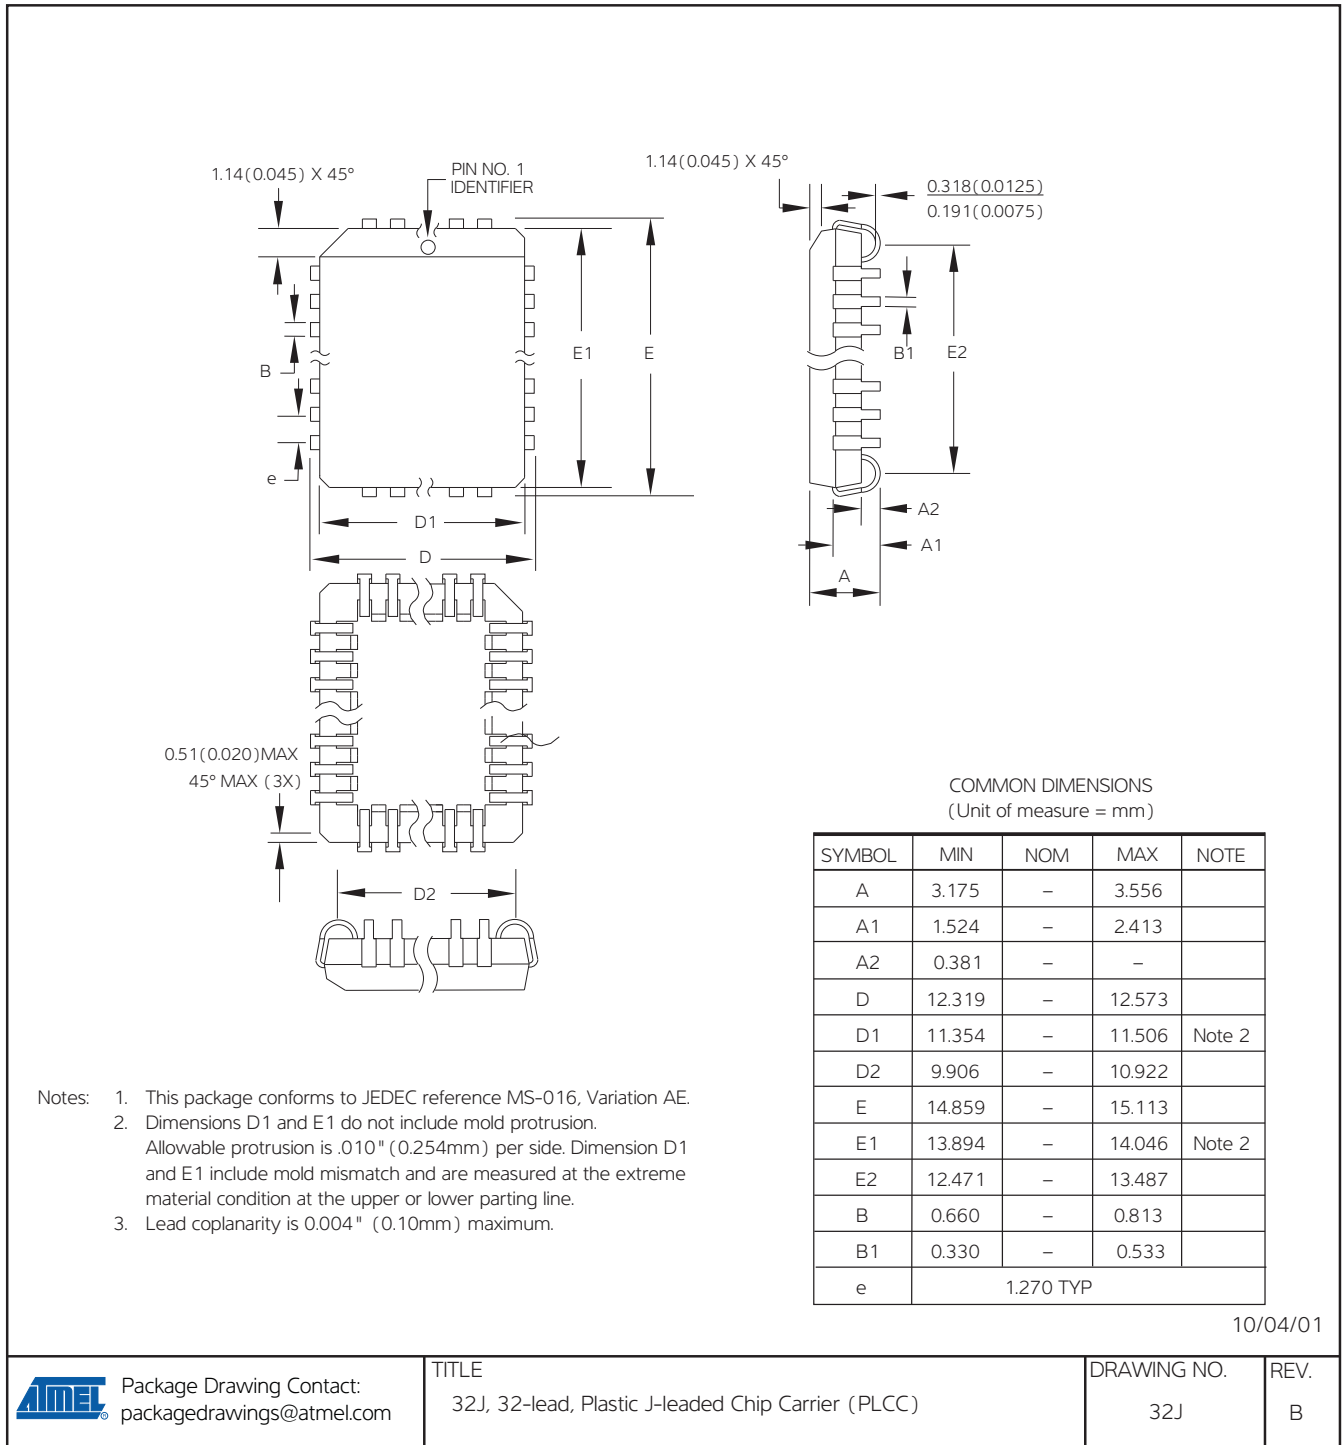 1.14(0.045) X 45°
PIN NO. 1
IDENTIFIER
1.14(0.045) X 45°
0.318(0.0125)
0.191(0.0075)
B
E1
E
B1
E2
e
D1
D
A2
A1
A
0.51(0.020)MAX
45° MAX (3X)
D2
COMMON DIMENSIONS
(Unit of measure = mm)
SYMBOL MIN NOM MAX NOTE
A 3.175 – 3.556
A1 1.524 – 2.413
A2 0.381 – –
D 12.319 – 12.573
D1 11.354 – 11.506 Note 2
D2 9.906 – 10.922
E 14.859 – 15.113
E1 13.894 – 14.046 Note 2
E2 12.471 – 13.487
B 0.660 – 0.813
B1 0.330 – 0.533
e 1.270 TYP
Notes: 1. This package conforms to JEDEC reference MS-016, Variation AE.
2. Dimensions D1 and E1 do not include mold protrusion.
Allowable protrusion is .010"(0.254mm) per side. Dimension D1
and E1 include mold mismatch and are measured at the extreme
material condition at the upper or lower parting line.
3. Lead coplanarity is 0.004" (0.10mm) maximum.
10/04/01
ATMEL
®
Package Drawing Contact:
packagedrawings@atmel.com
TITLE
32J, 32-lead, Plastic J-leaded Chip Carrier (PLCC)
DRAWING NO.
32J
REV.
B